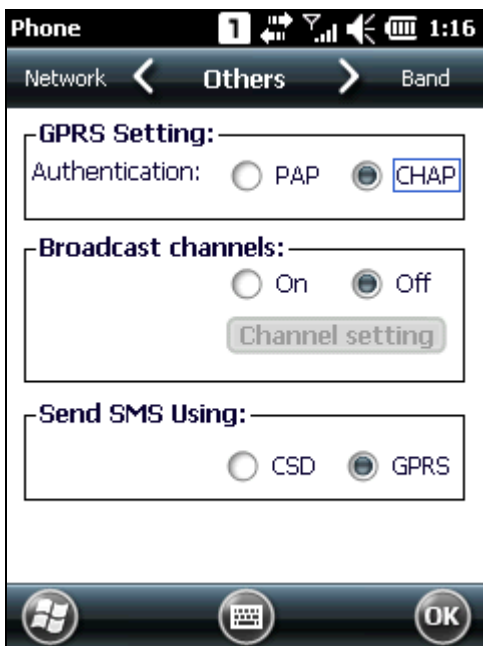 Phone 1 1:16
Network Others Band
GPRS Setting:
Authentication: PAP CHAP
Broadcast channels:
On Off
Channel setting
Send SMS Using:
CSD GPRS
OK